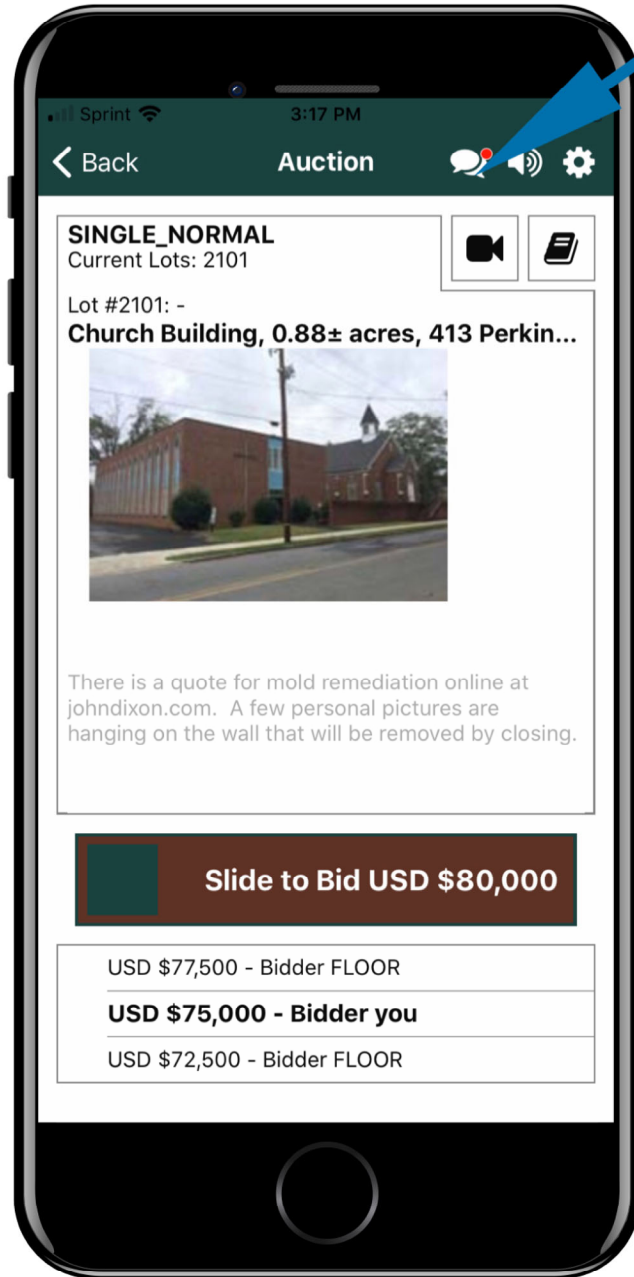 Sprint 3:17 PM
Back Auction
SINGLE_NORMAL
Current Lots: 2101
Lot #2101: -
Church Building, 0.88± acres, 413 Perkin...
There is a quote for mold remediation online at
johndixon.com.  A few personal pictures are
hanging on the wall that will be removed by closing.
Slide to Bid USD $80,000
USD $77,500 - Bidder FLOOR
USD $75,000 - Bidder you
USD $72,500 - Bidder FLOOR